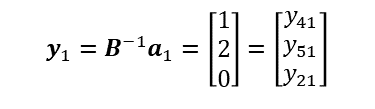 y₁ = B⁻¹a₁ = [1 2 0] = [y₄₁ y₅₁ y₂₁]